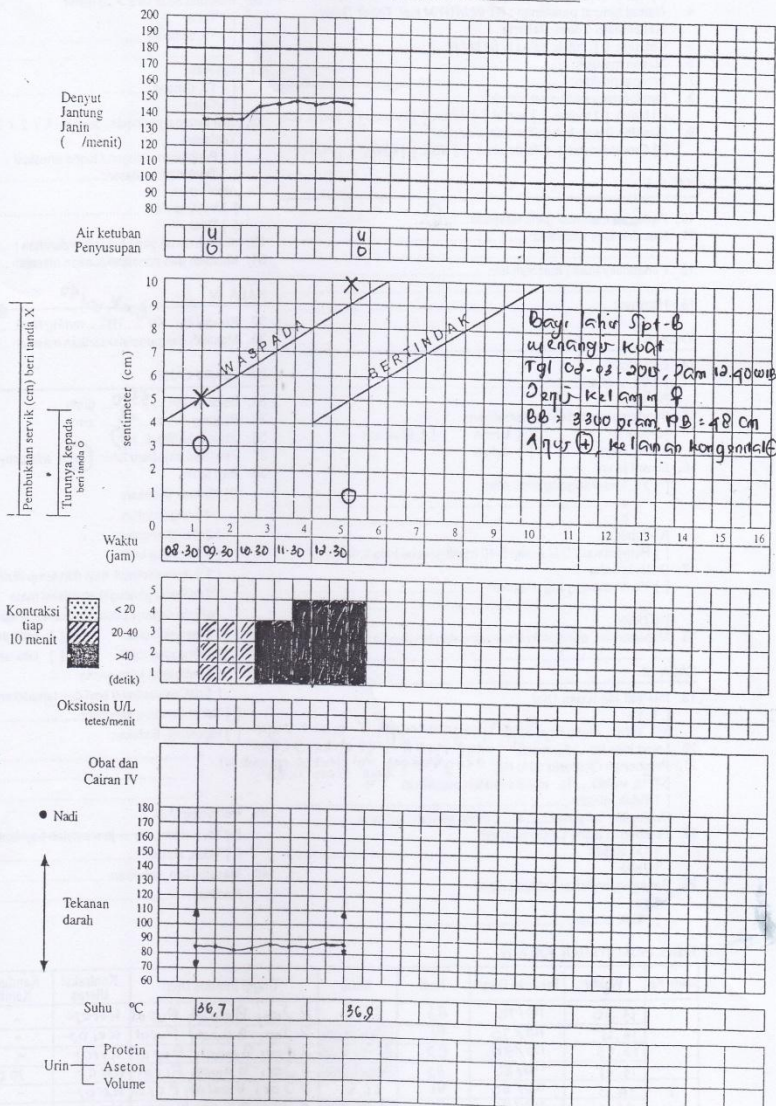 200
190
180
170
160
150
140
130
120
110
100
90
80
Denyut
Jantung
Janin
( /menit)
Air ketuban
Penyusupan
U U
O O
Pembukaan servik (cm) beri tanda X
Turunya kepada
beri tanda O
sentimeter (cm)
10
9
8
7
6
5
4
3
2
1
0
WASPADA
BERTINDAK
Bayi lahir Spt-B
menangis kuat
Tgl 02-03-2015, Jam 12.40 WIB
Jenis Kelamin ♀
BB = 3300 gram, PB = 48 cm
Anus (+), kelainan kongenital (-)
1 2 3 4 5 6 7 8 9 10 11 12 13 14 15 16
Waktu
(jam)
08.30 09.30 10.30 11.30 12.30
Kontraksi
tiap
10 menit
< 20
20-40
>40
(detik)
5
4
3
2
1
Oksitosin U/L
tetes/menit
Obat dan
Cairan IV
Nadi
Tekanan
darah
180
170
160
150
140
130
120
110
100
90
80
70
60
Suhu °C
36,7 36,9
Urin
Protein
Aseton
Volume